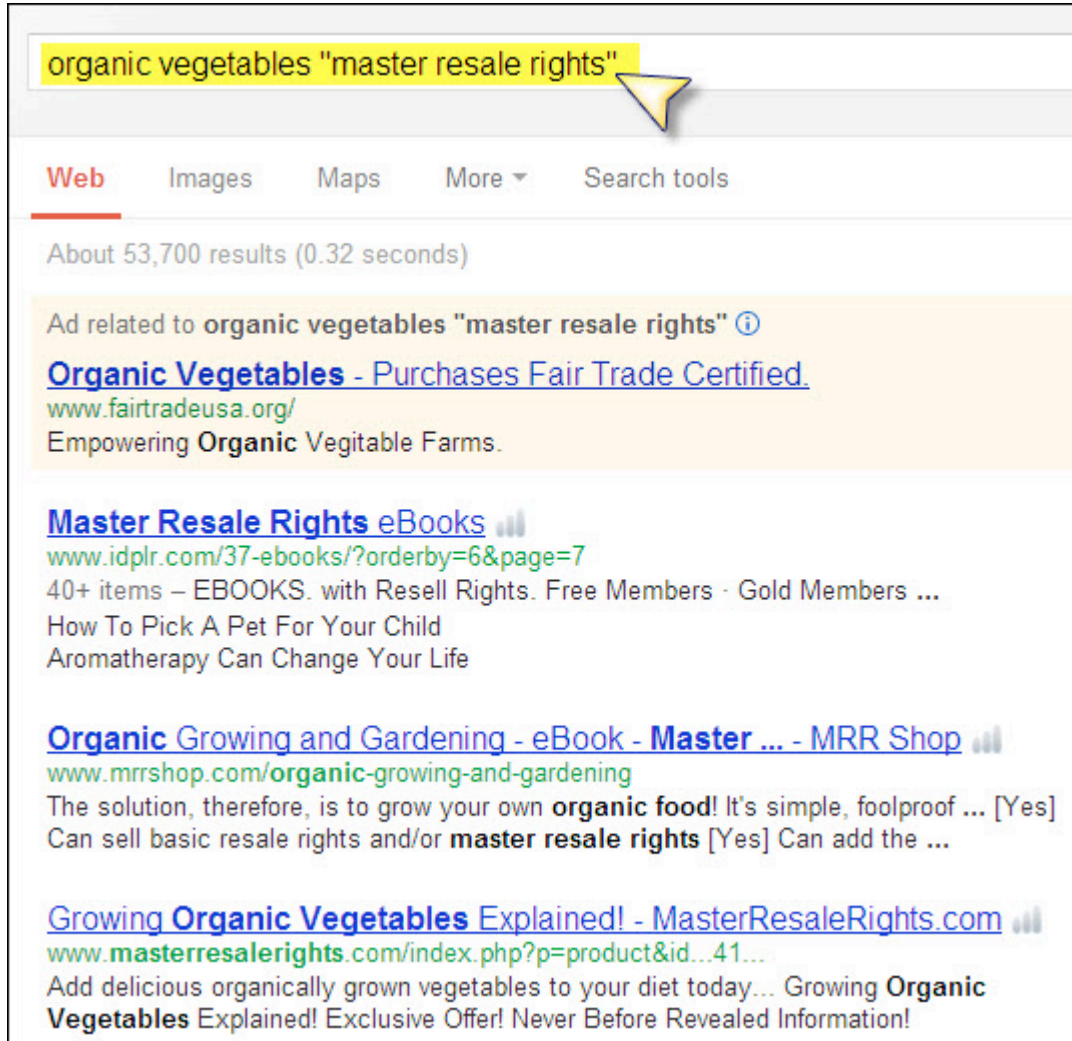 organic vegetables "master resale rights"
Web Images Maps More Search tools
About 53,700 results (0.32 seconds)
Ad related to organic vegetables "master resale rights"
Organic Vegetables - Purchases Fair Trade Certified.
www.fairtradeusa.org/
Empowering Organic Vegitable Farms.
Master Resale Rights eBooks
www.idplr.com/37-ebooks/?orderby=6&page=7
40+ items – EBOOKS. with Resell Rights. Free Members · Gold Members ...
How To Pick A Pet For Your Child
Aromatherapy Can Change Your Life
Organic Growing and Gardening - eBook - Master ... - MRR Shop
www.mrrshop.com/organic-growing-and-gardening
The solution, therefore, is to grow your own organic food! It's simple, foolproof ... [Yes]
Can sell basic resale rights and/or master resale rights [Yes] Can add the ...
Growing Organic Vegetables Explained! - MasterResaleRights.com
www.masterresalerights.com/index.php?p=product&id...41...
Add delicious organically grown vegetables to your diet today... Growing Organic
Vegetables Explained! Exclusive Offer! Never Before Revealed Information!